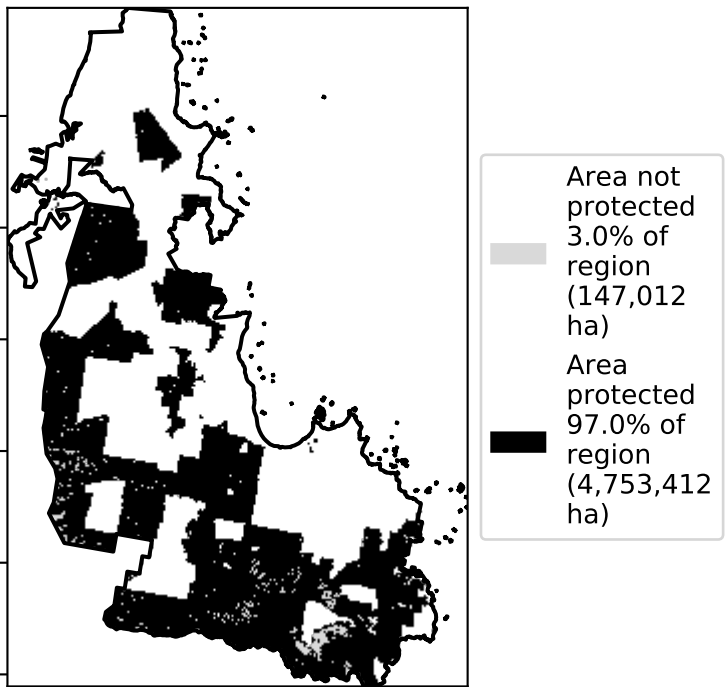 Area not
protected
3.0% of
region
(147,012
ha)
Area
protected
97.0% of
region
(4,753,412
ha)